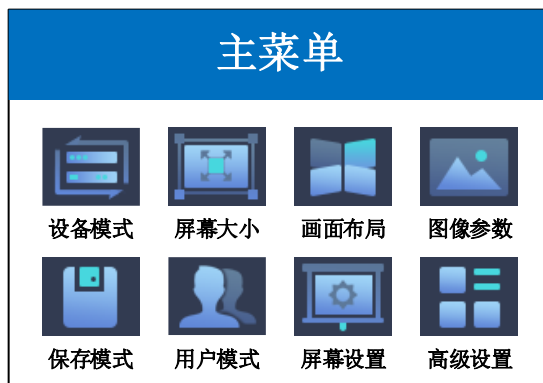 主菜单
设备模式 屏幕大小 画面布局 图像参数
保存模式 用户模式 屏幕设置 高级设置